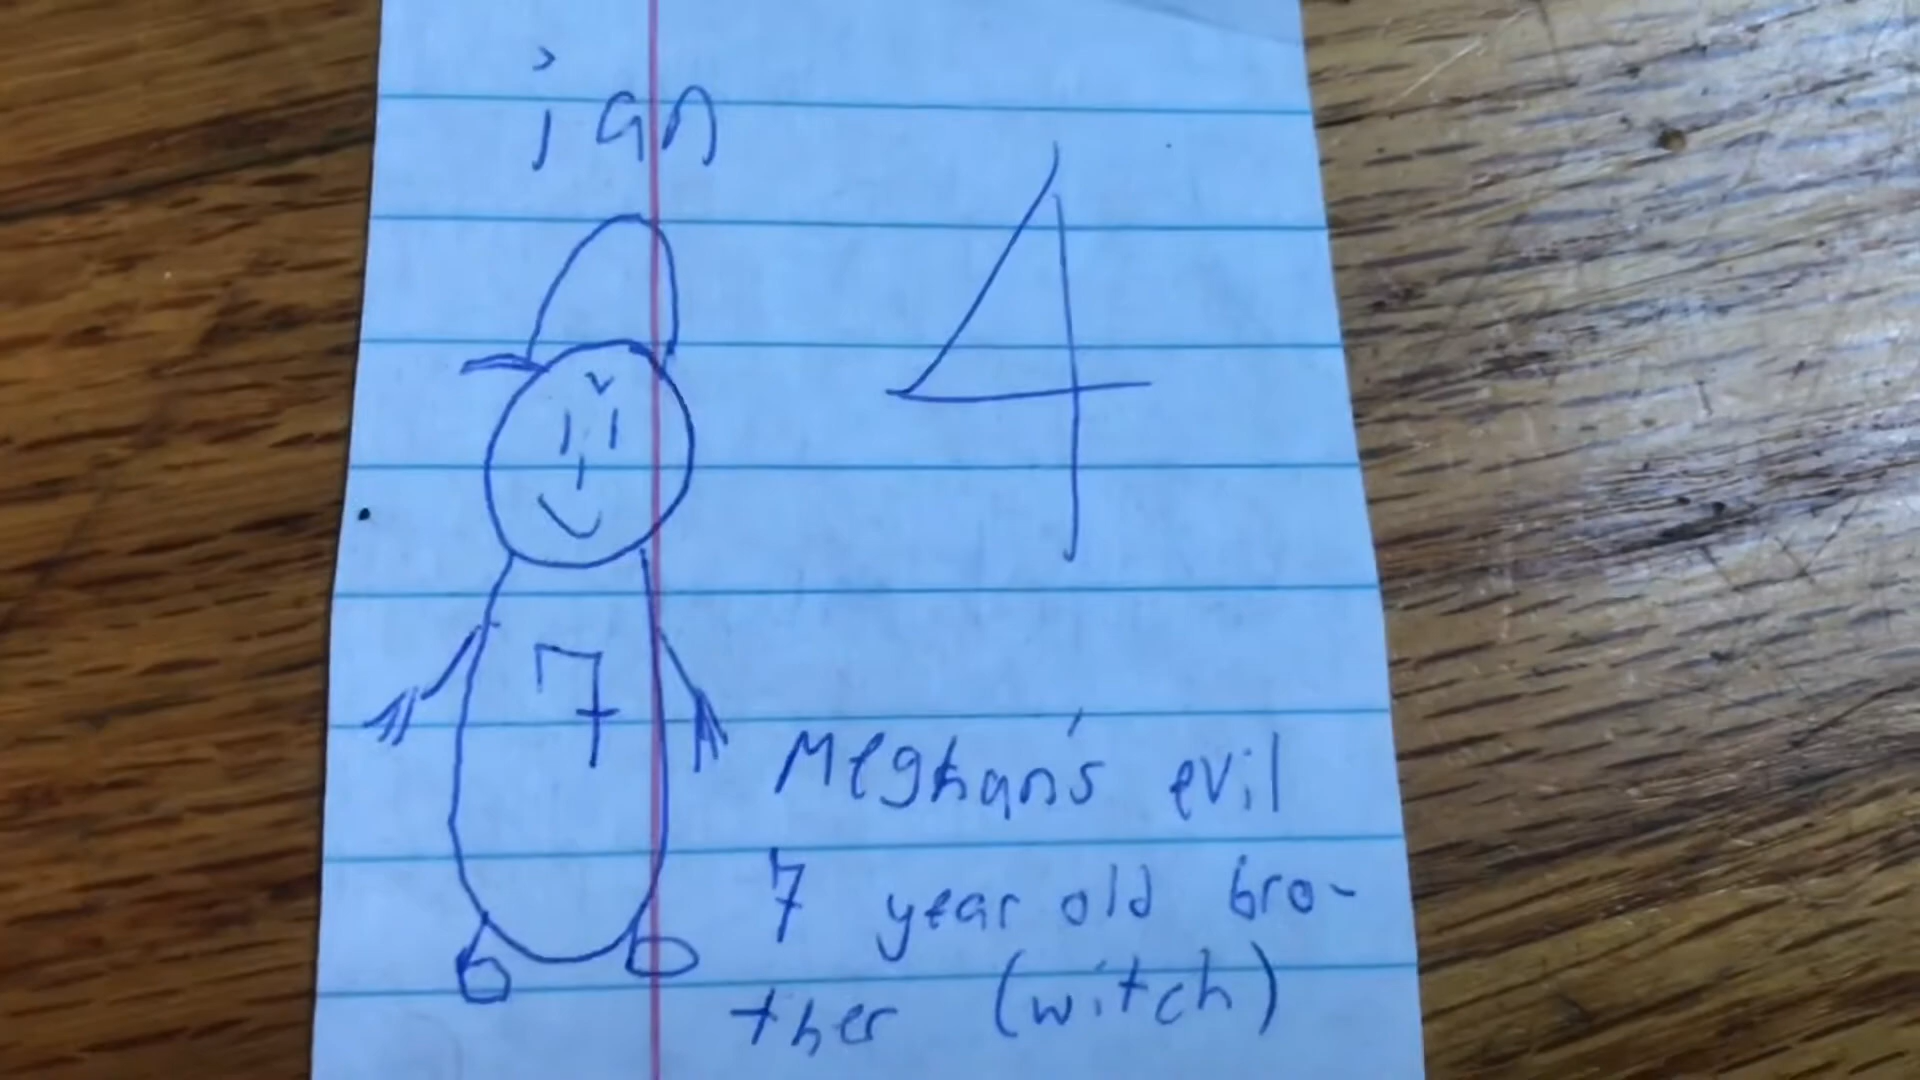 ian
4
7
Meghan's evil
7 year old bro-
ther (witch)